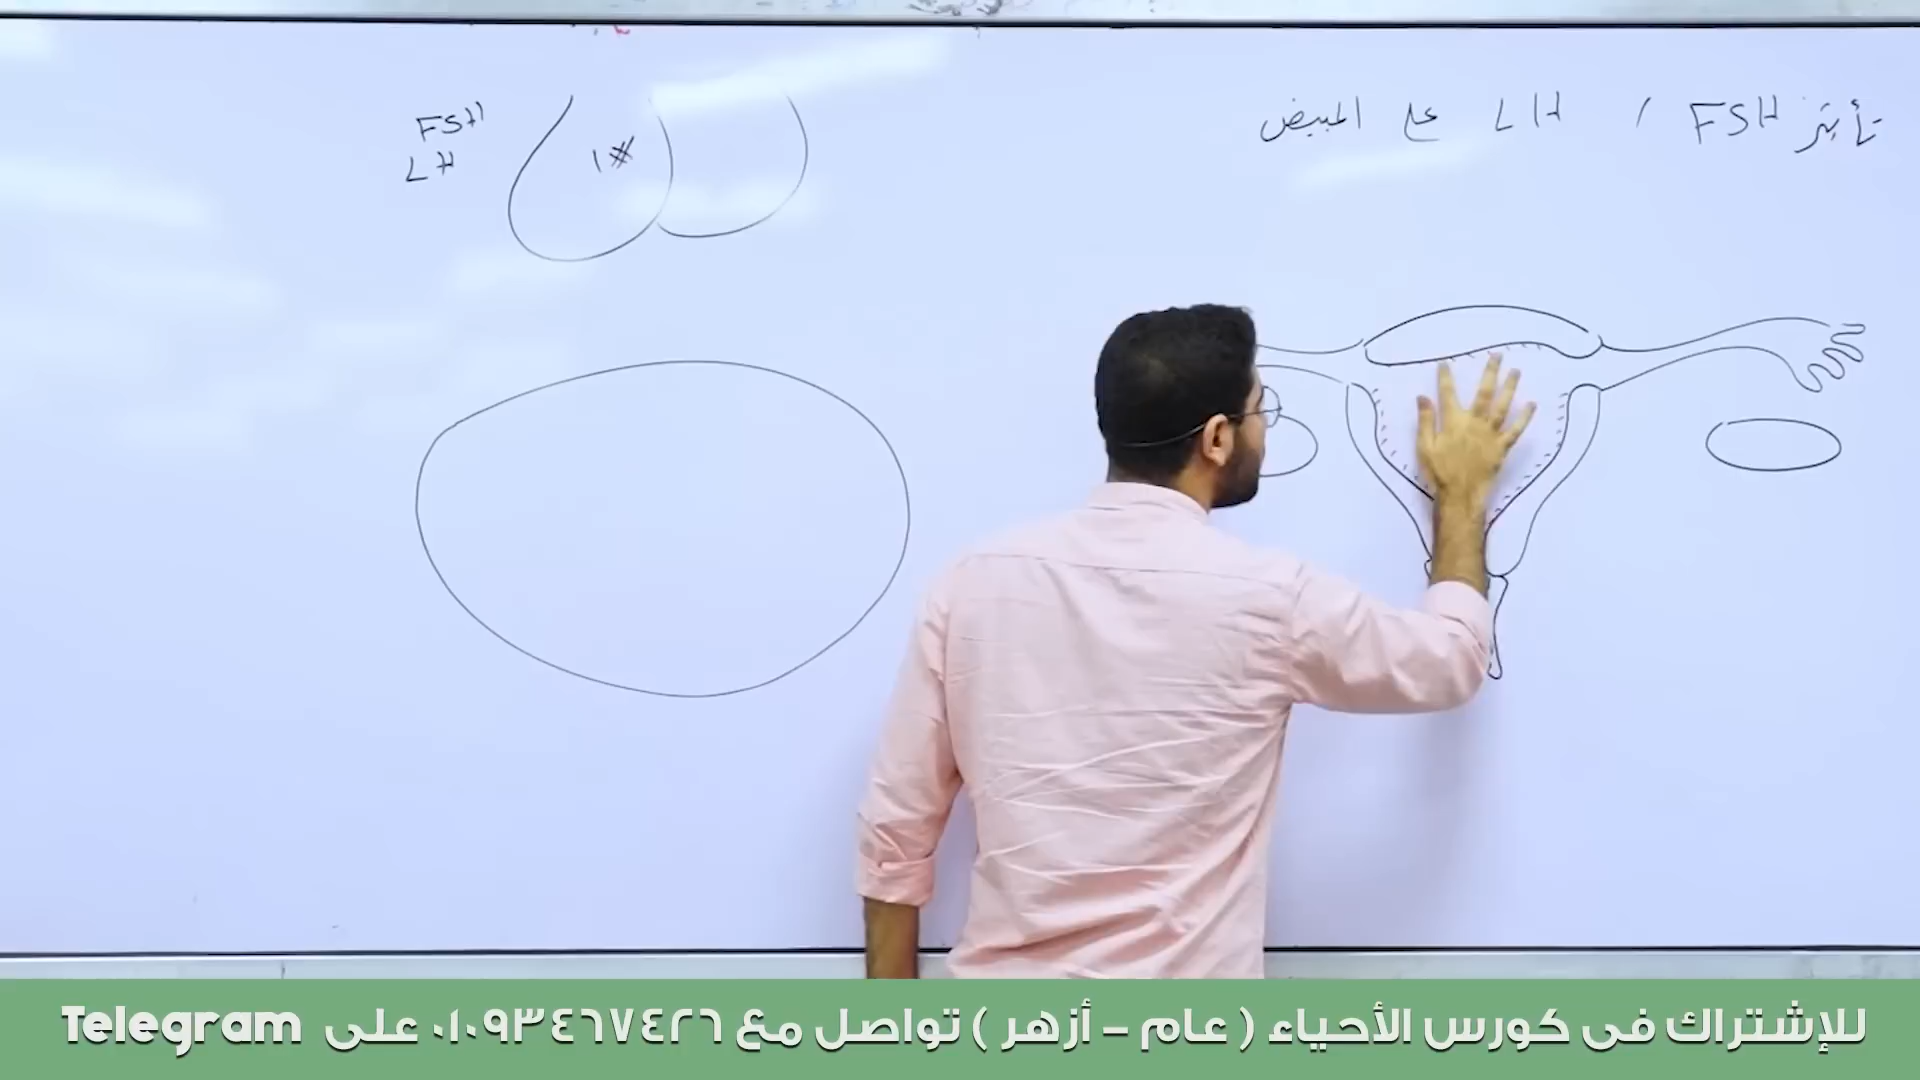 تأثير FSH / LH على المبيض
FSH
LH
للإشتراك فى كورس الأحياء ( عام - أزهر ) تواصل مع ٠١٠٩٣٤٦٧٤٢٦ على Telegram